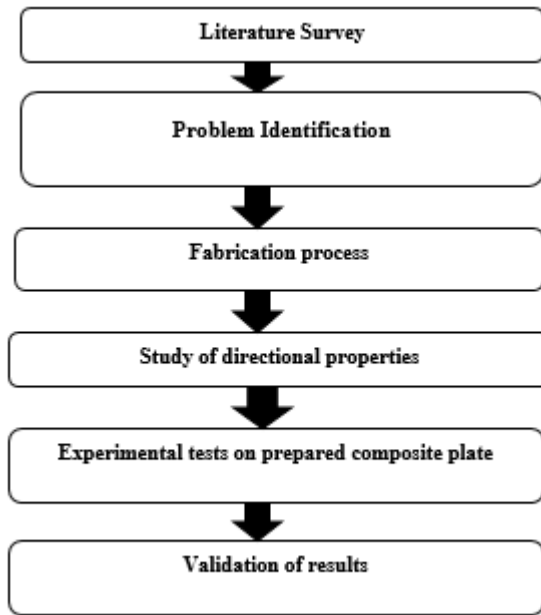 Literature Survey
Problem Identification
Fabrication process
Study of directional properties
Experimental tests on prepared composite plate
Validation of results